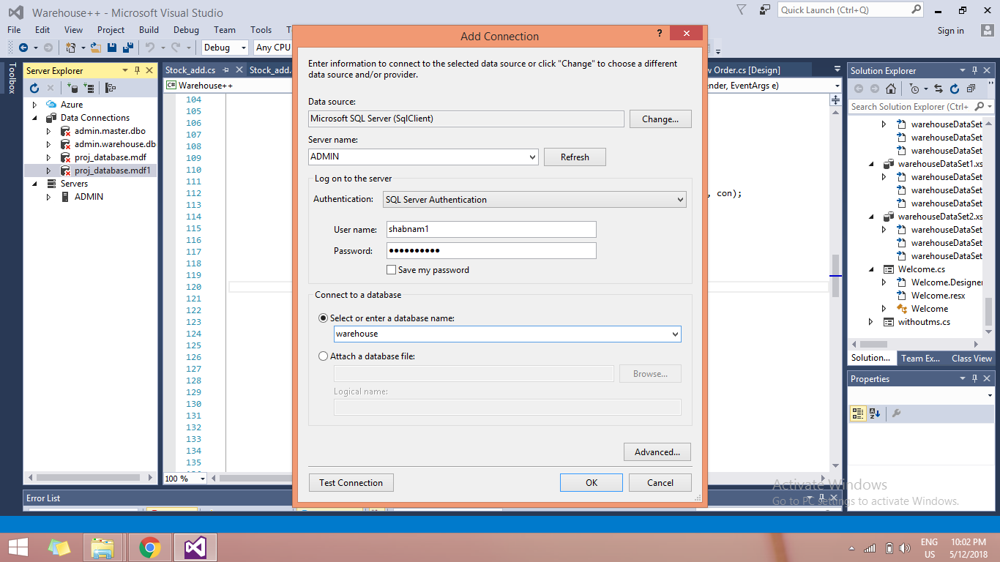 Warehouse++ - Microsoft Visual Studio
Quick Launch (Ctrl+Q)
File Edit View Project Build Debug Team Tools
Sign in
Debug
Any CPU
Toolbox
Server Explorer
Azure
Data Connections
admin.master.dbo
admin.warehouse.db
proj_database.mdf
proj_database.mdf1
Servers
ADMIN
Stock_add.cs
Stock_add.
Order.cs [Design]
Warehouse++
ender, EventArgs e)
104
105
106
107
108
109
110
111
112
, con);
113
114
115
116
117
118
119
120
121
122
123
124
125
126
127
128
129
130
131
132
133
134
135
100 %
Add Connection
?
Enter information to connect to the selected data source or click "Change" to choose a different
data source and/or provider.
Data source:
Microsoft SQL Server (SqlClient)
Change...
Server name:
ADMIN
Refresh
Log on to the server
Authentication:
SQL Server Authentication
User name:
shabnam1
Password:
••••••••••
Save my password
Connect to a database
Select or enter a database name:
warehouse
Attach a database file:
Browse...
Logical name:
Advanced...
Test Connection
OK
Cancel
Solution Explorer
Search Solution Explorer (Ctrl+
warehouseDataSet
warehouseDataSet
warehouseDataSet
warehouseDataSet1.xs
warehouseDataSet
warehouseDataSet
warehouseDataSet
warehouseDataSet2.xs
warehouseDataSet
warehouseDataSet
warehouseDataSet
Welcome.cs
Welcome.Designer
Welcome.resx
Welcome
withoutms.cs
Solution...
Team Ex...
Class View
Properties
Error List
Activate Windows
Go to PC settings to activate Windows.
ENG
US
10:02 PM
5/12/2018